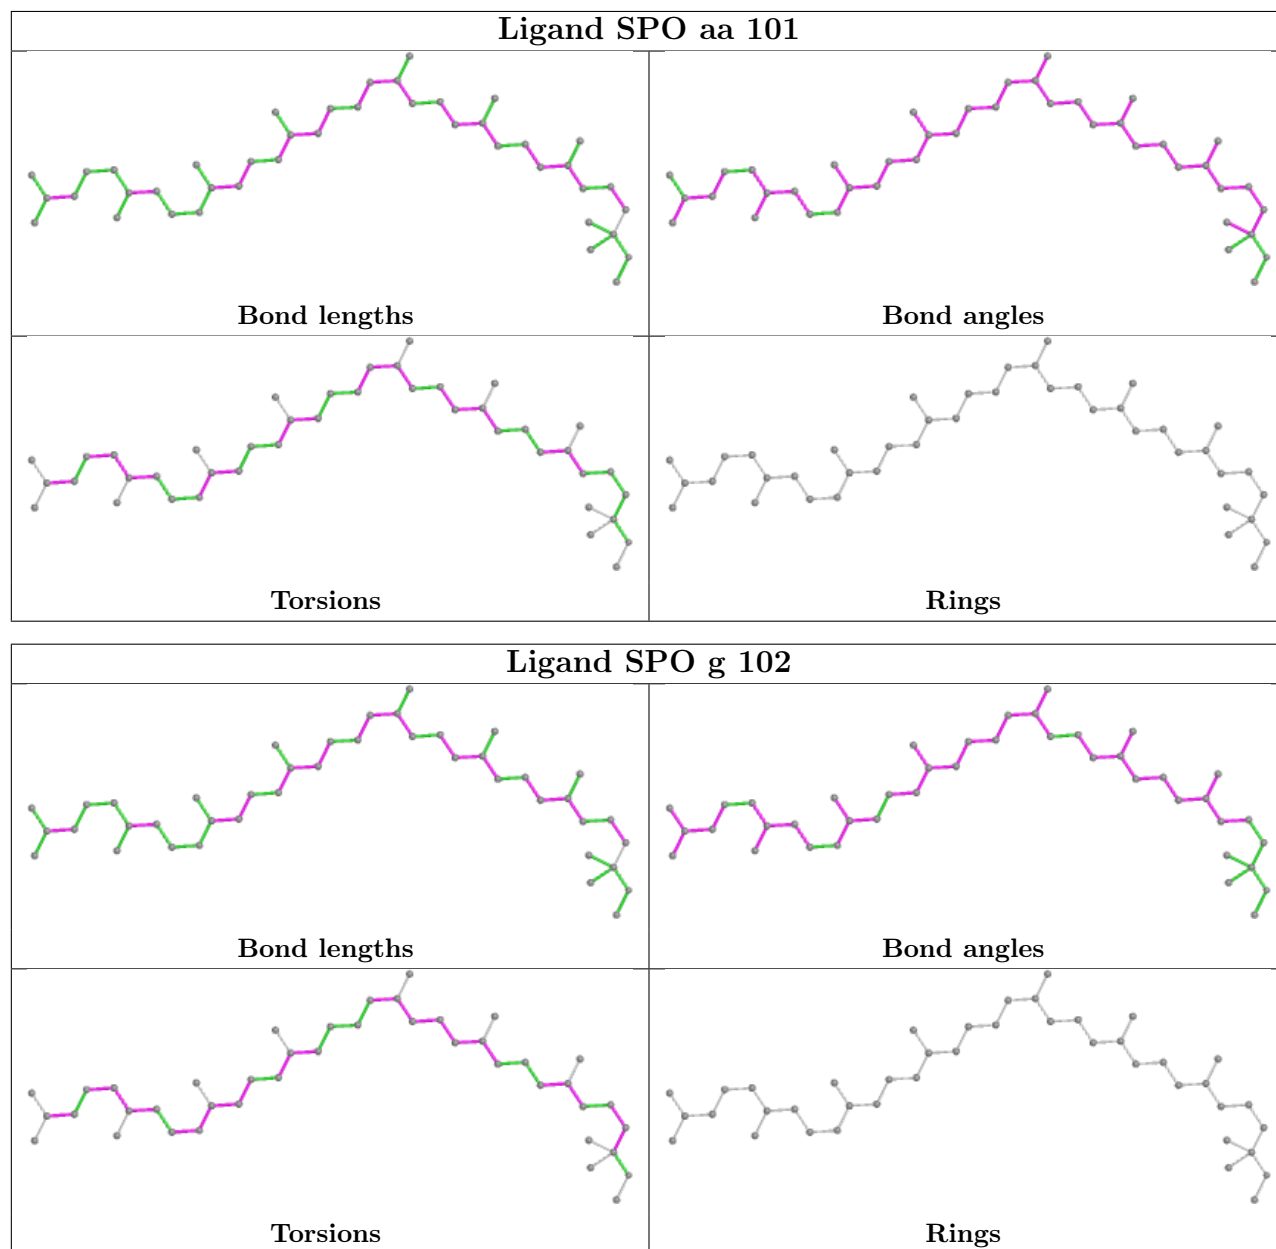 Ligand SPO aa 101
Bond lengths
Bond angles
Torsions
Rings
Ligand SPO g 102
Bond lengths
Bond angles
Torsions
Rings